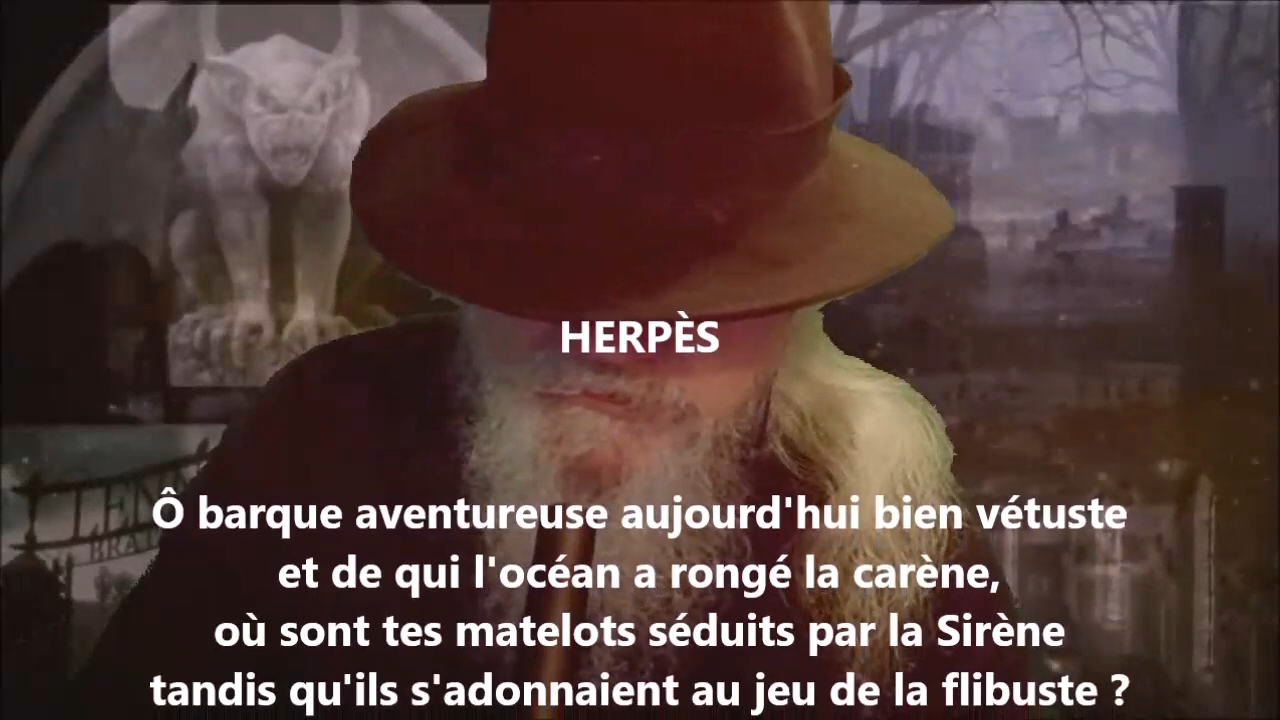 HERPÈS
Ô barque aventureuse aujourd'hui bien vétuste
et de qui l'océan a rongé la carène,
où sont tes matelots séduits par la Sirène
tandis qu'ils s'adonnaient au jeu de la flibuste ?